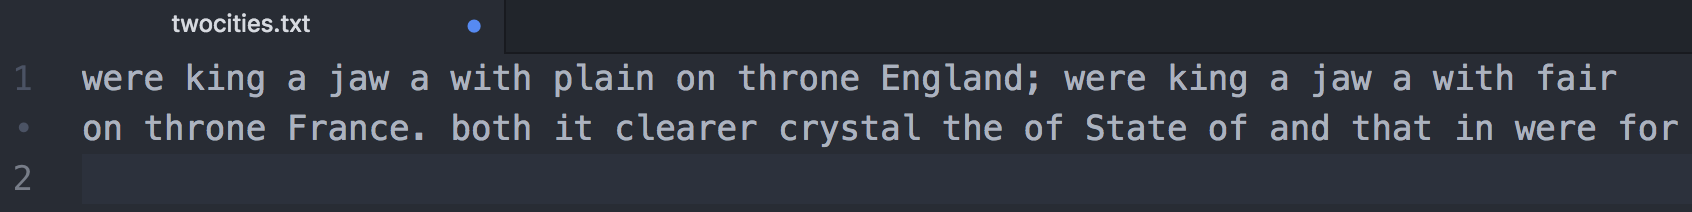 twocities.txt
1 were king a jaw a with plain on throne England; were king a jaw a with fair
• on throne France. both it clearer crystal the of State of and that in were for
2